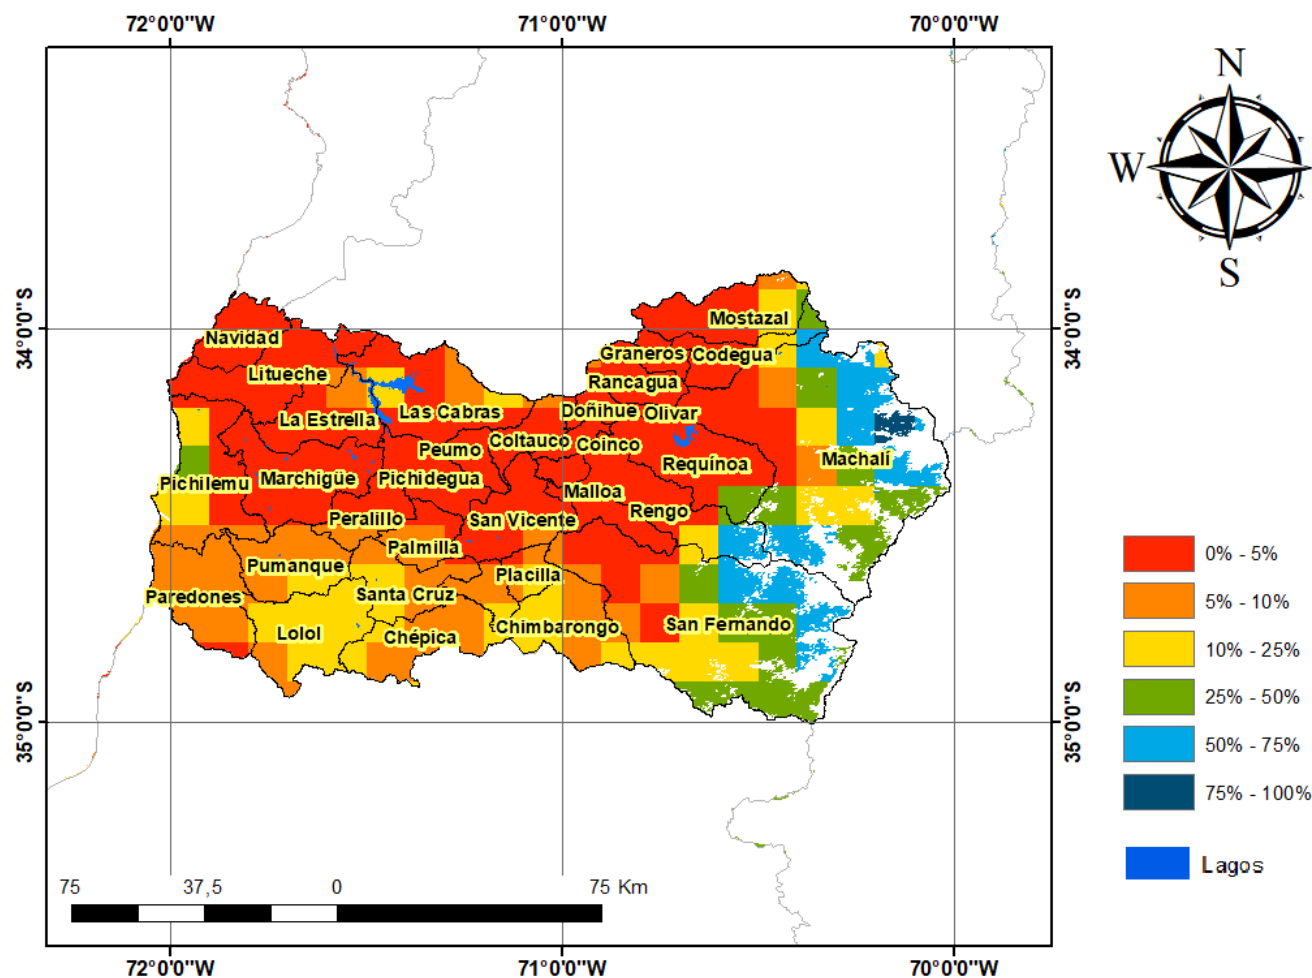 72°0'0"W 71°0'0"W 70°0'0"W
N
W
S
34°0'0"S
34°0'0"S
Mostazal
Navidad
Graneros Codegua
Litueche
Rancagua
La Estrella Las Cabras Doñihue Olivar
Peumo Coltauco Coinco
Machalí
Requínoa
Pichilemu Marchigüe Pichidegua
Malloa
Peralillo San Vicente Rengo
Palmilla
Pumanque
Placilla
Paredones Santa Cruz
Lolol Chépica Chimbarongo San Fernando
35°0'0"S
35°0'0"S
0% - 5%
5% - 10%
10% - 25%
25% - 50%
50% - 75%
75% - 100%
Lagos
75 37,5 0 75 Km
72°0'0"W 71°0'0"W 70°0'0"W